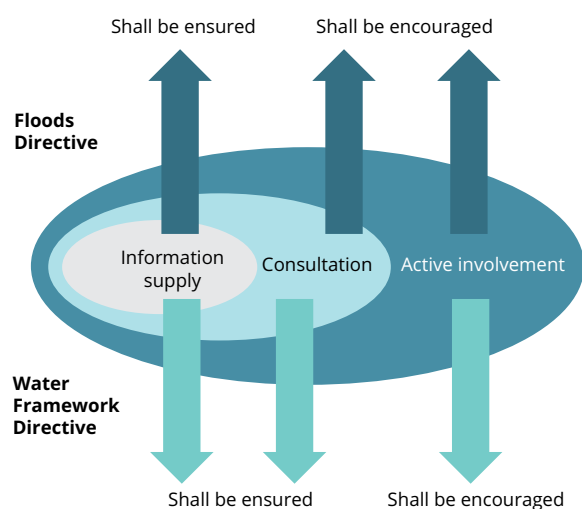 Shall be ensured
Shall be encouraged
Floods
Directive
Information
supply
Consultation
Active involvement
Water
Framework
Directive
Shall be ensured
Shall be encouraged